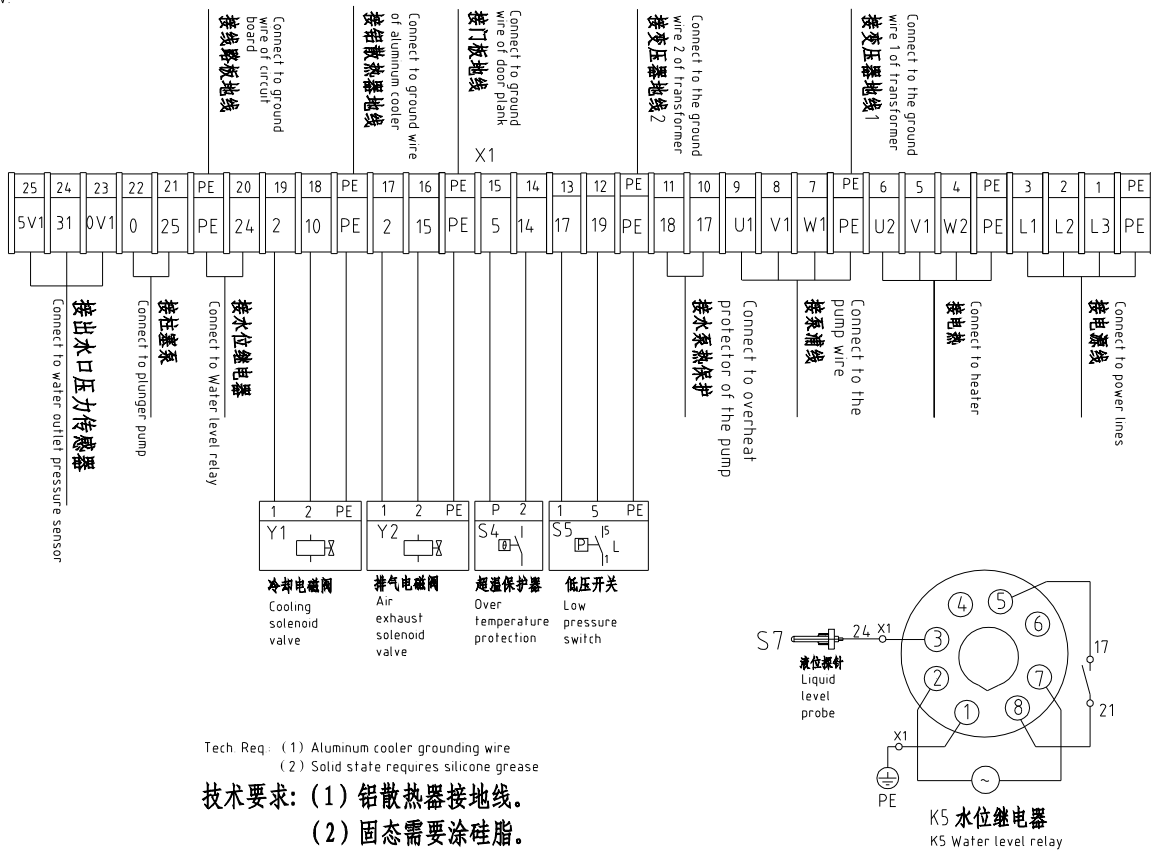 Connect to ground
wire of circuit
board
接线路板地线
Connect to ground wire
of aluminum cooler
接铝散热器地线
Connect to ground
wire of door plank
接门板地线
Connect to the ground
wire 2 of transformer
接变压器地线2
Connect to the ground
wire 1 of transformer
接变压器地线1
X1
25 24 23 22 21 PE 20 19 18 PE 17 16 PE 15 14 13 12 PE 11 10 9 8 7 PE 6 5 4 PE 3 2 1 PE
5V1 31 0V1 0 25 PE 24 2 10 PE 2 15 PE 5 14 17 19 PE 18 17 U1 V1 W1 PE U2 V1 W2 PE L1 L2 L3 PE
接出水口压力传感器
Connect to water outlet pressure sensor
接柱塞泵
Connect to plunger pump
接水位继电器
Connect to Water level relay
Connect to overheat
protector of the pump
接水泵热保护
Connect to the
pump wire
接泵浦线
Connect to heater
接电热
Connect to power lines
接电源线
1 2 PE
Y1
冷却电磁阀
Cooling
solenoid
valve
1 2 PE
Y2
排气电磁阀
Air
exhaust
solenoid
valve
P 2
S4
θ
超温保护器
Over
temperature
protection
1 5 PE
S5
P
5
L
1
低压开关
Low
pressure
switch
S7
24
X1
液位探针
Liquid
level
probe
4
5
3
6
2
7
1
8
17
21
X1
PE
~
K5 水位继电器
K5 Water level relay
Tech. Req.: (1) Aluminum cooler grounding wire
(2) Solid state requires silicone grease
技术要求: (1) 铝散热器接地线。
(2) 固态需要涂硅脂。